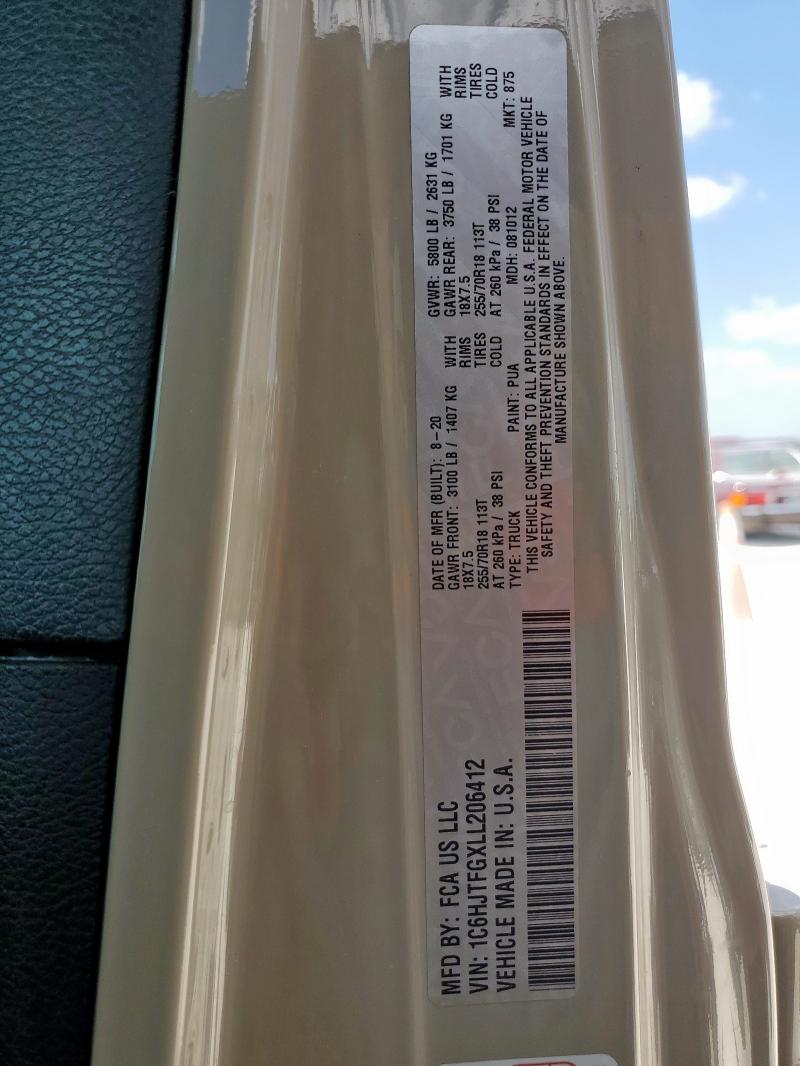 MFD BY: FCA US LLC
VIN: 1C6HJTFGXLL206412
VEHICLE MADE IN: U.S.A.
DATE OF MFR (BUILT): 8-20 GVWR: 5800 LB / 2631 KG
GAWR FRONT: 3100 LB / 1407 KG WITH GAWR REAR: 3750 LB / 1701 KG WITH
18X7.5 RIMS 18X7.5 RIMS
255/70R18 113T TIRES 255/70R18 113T TIRES
AT 260 kPa / 38 PSI COLD AT 260 kPa / 38 PSI COLD
TYPE: TRUCK PAINT: PUA MDH: 081012 MKT: 875
THIS VEHICLE CONFORMS TO ALL APPLICABLE U.S.A. FEDERAL MOTOR VEHICLE
SAFETY AND THEFT PREVENTION STANDARDS IN EFFECT ON THE DATE OF
MANUFACTURE SHOWN ABOVE.